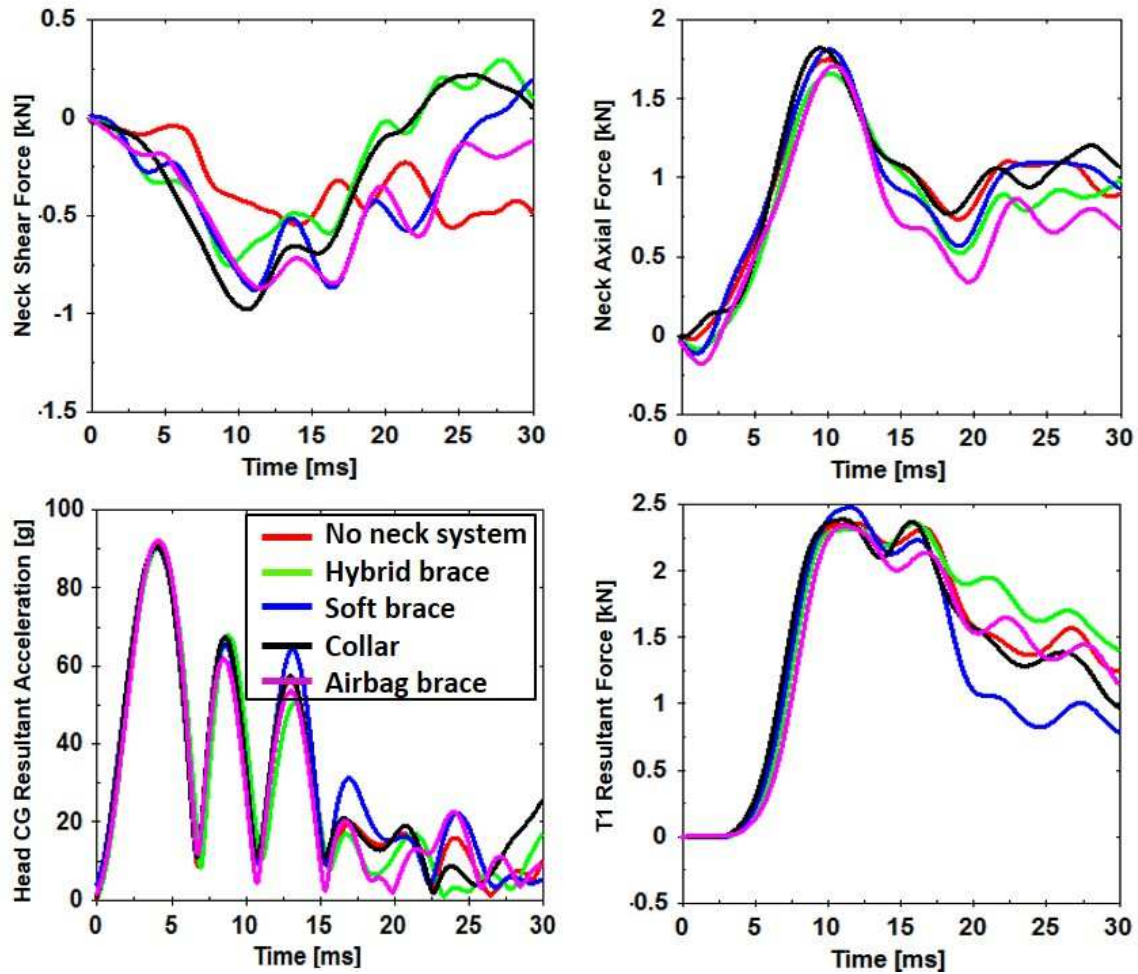 Neck Shear Force [kN]
0.5
0
-0.5
-1
-1.5
0 5 10 15 20 25 30
Time [ms]
Neck Axial Force [kN]
2
1.5
1
0.5
0
-0.5
0 5 10 15 20 25 30
Time [ms]
Head CG Resultant Acceleration [g]
100
80
60
40
20
0
0 5 10 15 20 25 30
Time [ms]
No neck system
Hybrid brace
Soft brace
Collar
Airbag brace
T1 Resultant Force [kN]
2.5
2
1.5
1
0.5
0
-0.5
0 5 10 15 20 25 30
Time [ms]